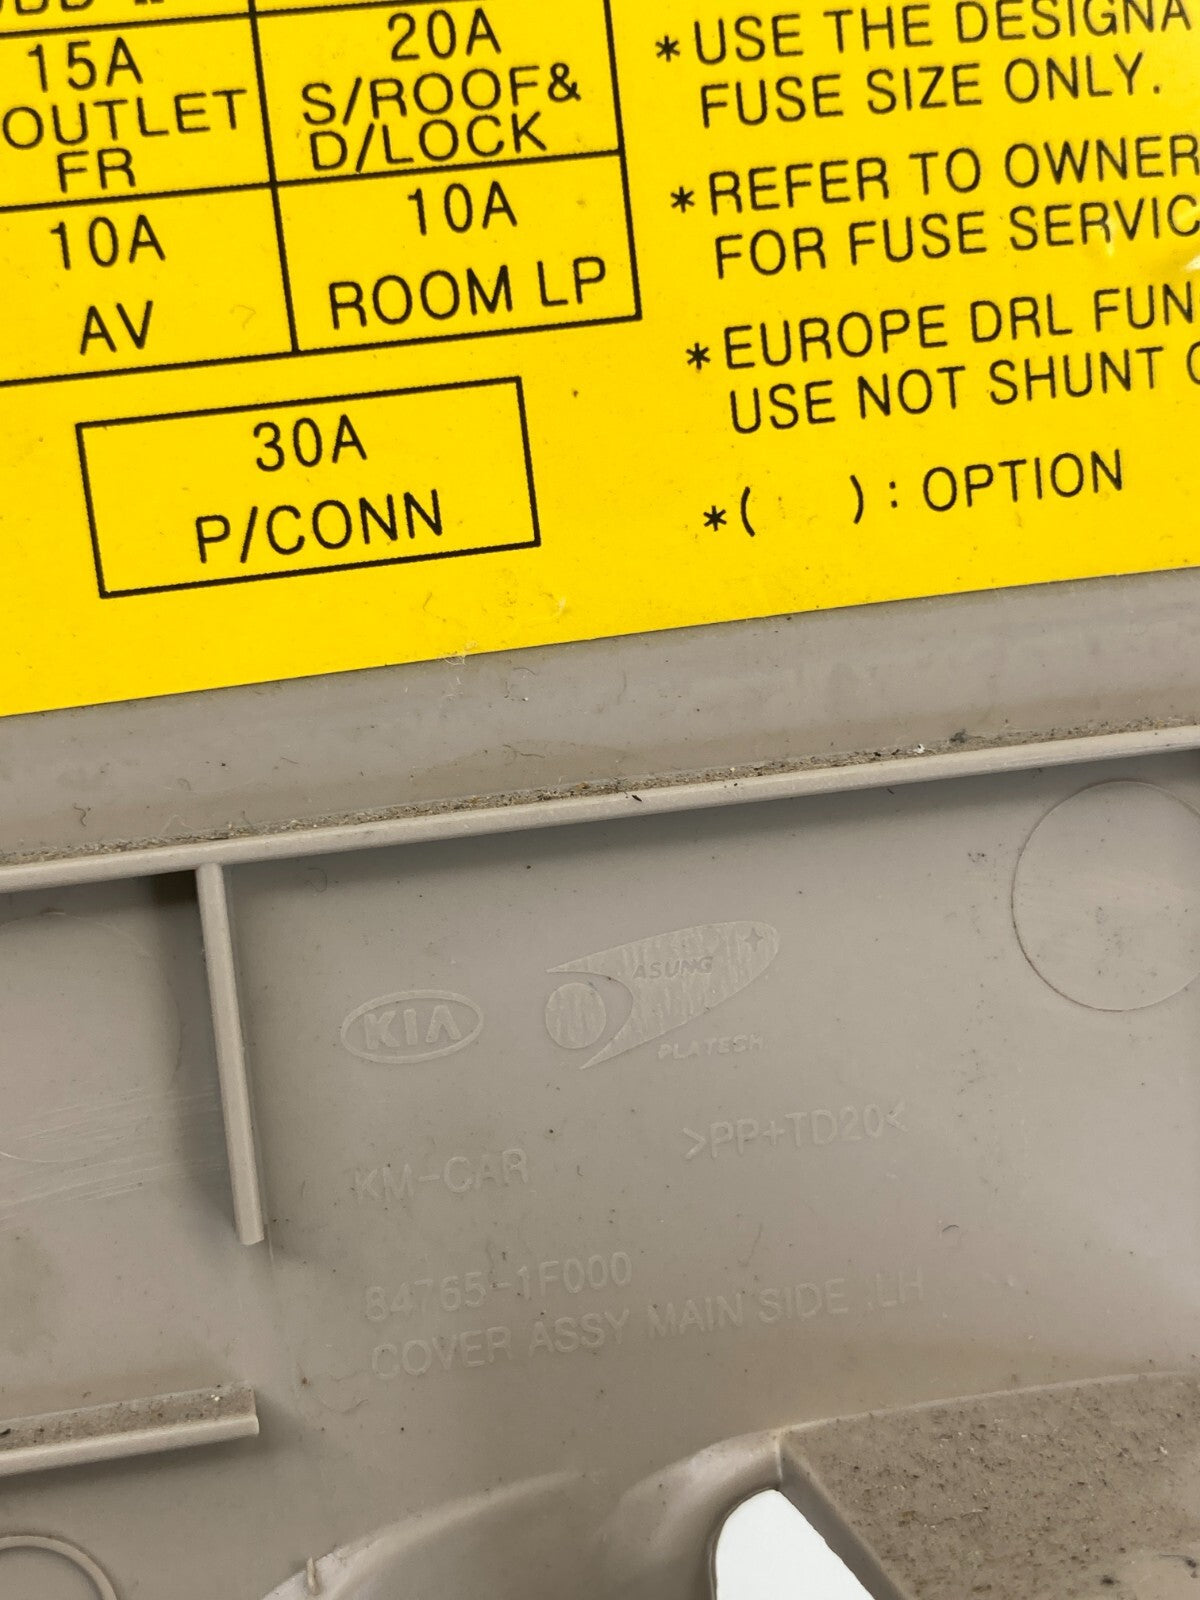 15A
OUTLET
FR
20A
S/ROOF&
D/LOCK
10A
AV
10A
ROOM LP
30A
P/CONN
*USE THE DESIGNA
FUSE SIZE ONLY.
*REFER TO OWNER
FOR FUSE SERVIC
*EUROPE DRL FUN
USE NOT SHUNT
*( ) : OPTION
KIA
ASUNG
PLATECH
KM-CAR
>PP+TD20<
84765-1F000
COVER ASSY MAIN SIDE .LH